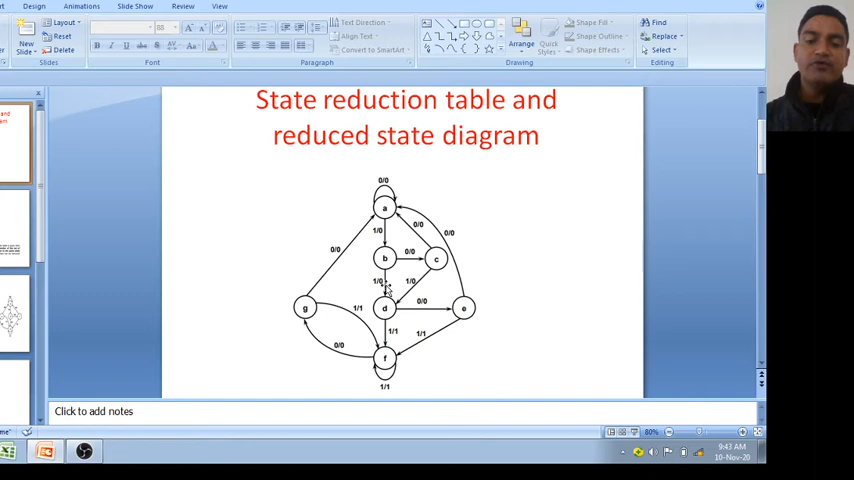 Design Animations Slide Show Review View
New Slide
Layout
Reset
Delete
Slides
88
B I U abc
Aa A
Font
Paragraph
Text Direction
Align Text
Convert to SmartArt
Arrange
Quick Styles
Shape Fill
Shape Outline
Shape Effects
Drawing
Find
Replace
Select
Editing
State reduction table and
reduced state diagram
0/0
a
1/0
0/0
0/0
0/0
b
0/0
c
1/0
1/0
g
1/1
d
0/0
e
1/1
1/1
0/0
f
1/1
Click to add notes
80%
9:43 AM
10-Nov-20